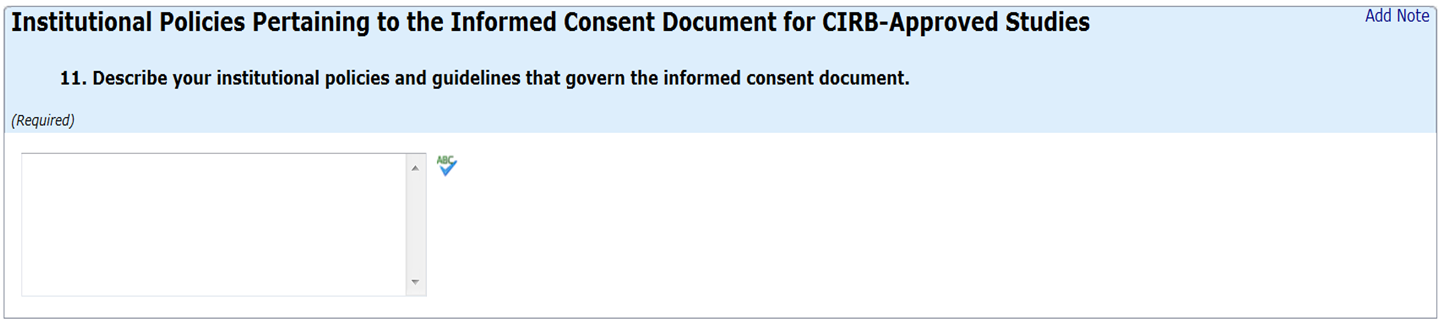 Institutional Policies Pertaining to the Informed Consent Document for CIRB-Approved Studies
Add Note
11. Describe your institutional policies and guidelines that govern the informed consent document.
(Required)
ABC